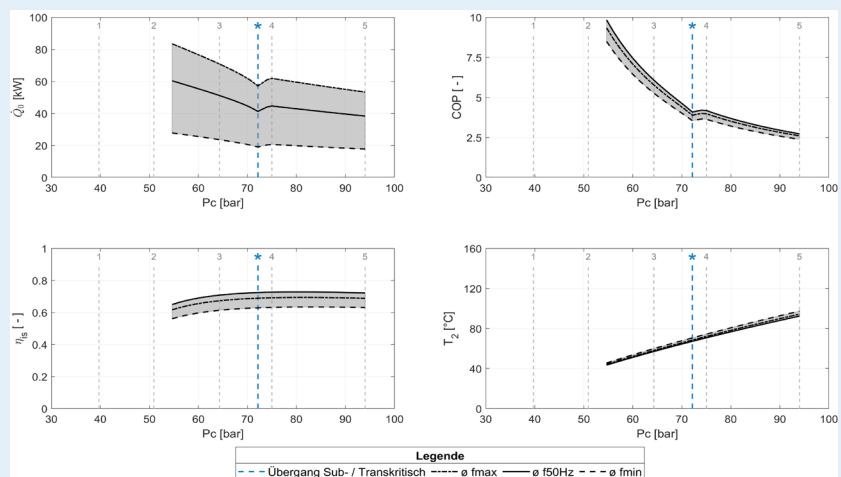 1 2 3 * 4 5
100
80
60
40
20
0
Q̇₀ [kW]
30 40 50 60 70 80 90 100
Pc [bar]
1 2 3 * 4 5
10
7.5
5
2.5
0
COP [-]
30 40 50 60 70 80 90 100
Pc [bar]
1 2 3 * 4 5
1
0.8
0.6
0.4
0.2
0
η_is [-]
30 40 50 60 70 80 90 100
Pc [bar]
1 2 3 * 4 5
160
120
80
40
0
T₂ [°C]
30 40 50 60 70 80 90 100
Pc [bar]
Legende
Übergang Sub- / Transkritisch ø fmax ø f50Hz ø fmin